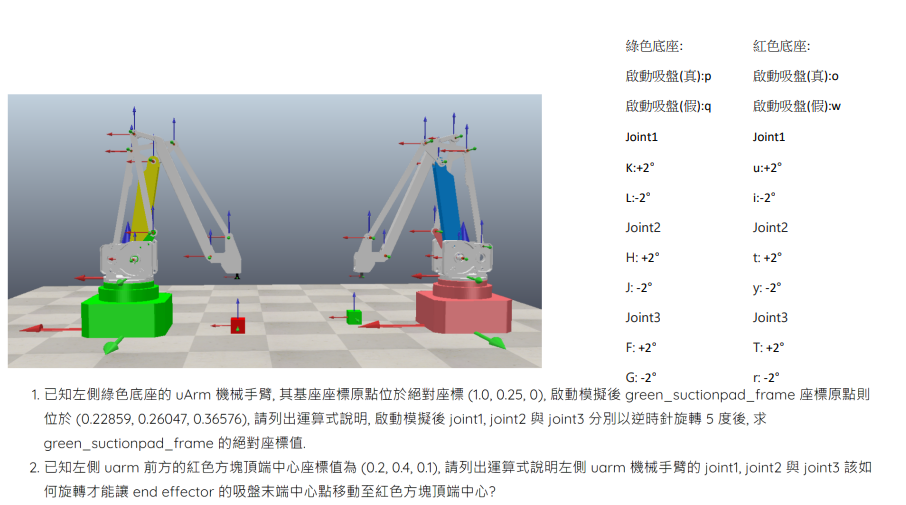 綠色底座:
啟動吸盤(真):p
啟動吸盤(假):q
Joint1
K:+2°
L:-2°
Joint2
H: +2°
J: -2°
Joint3
F: +2°
G: -2°
紅色底座:
啟動吸盤(真):o
啟動吸盤(假):w
Joint1
u:+2°
i:-2°
Joint2
t: +2°
y: -2°
Joint3
T: +2°
r: -2°
1. 已知左側綠色底座的 uArm 機械手臂, 其基座座標原點位於絕對座標 (1.0, 0.25, 0), 啟動模擬後 green_suctionpad_frame 座標原點則
位於 (0.22859, 0.26047, 0.36576), 請列出運算式說明, 啟動模擬後 joint1, joint2 與 joint3 分別以逆時針旋轉 5 度後, 求
green_suctionpad_frame 的絕對座標值.
2. 已知左側 uarm 前方的紅色方塊頂端中心座標值為 (0.2, 0.4, 0.1), 請列出運算式說明左側 uarm 機械手臂的 joint1, joint2 與 joint3 該如
何旋轉才能讓 end effector 的吸盤末端中心點移動至紅色方塊頂端中心?